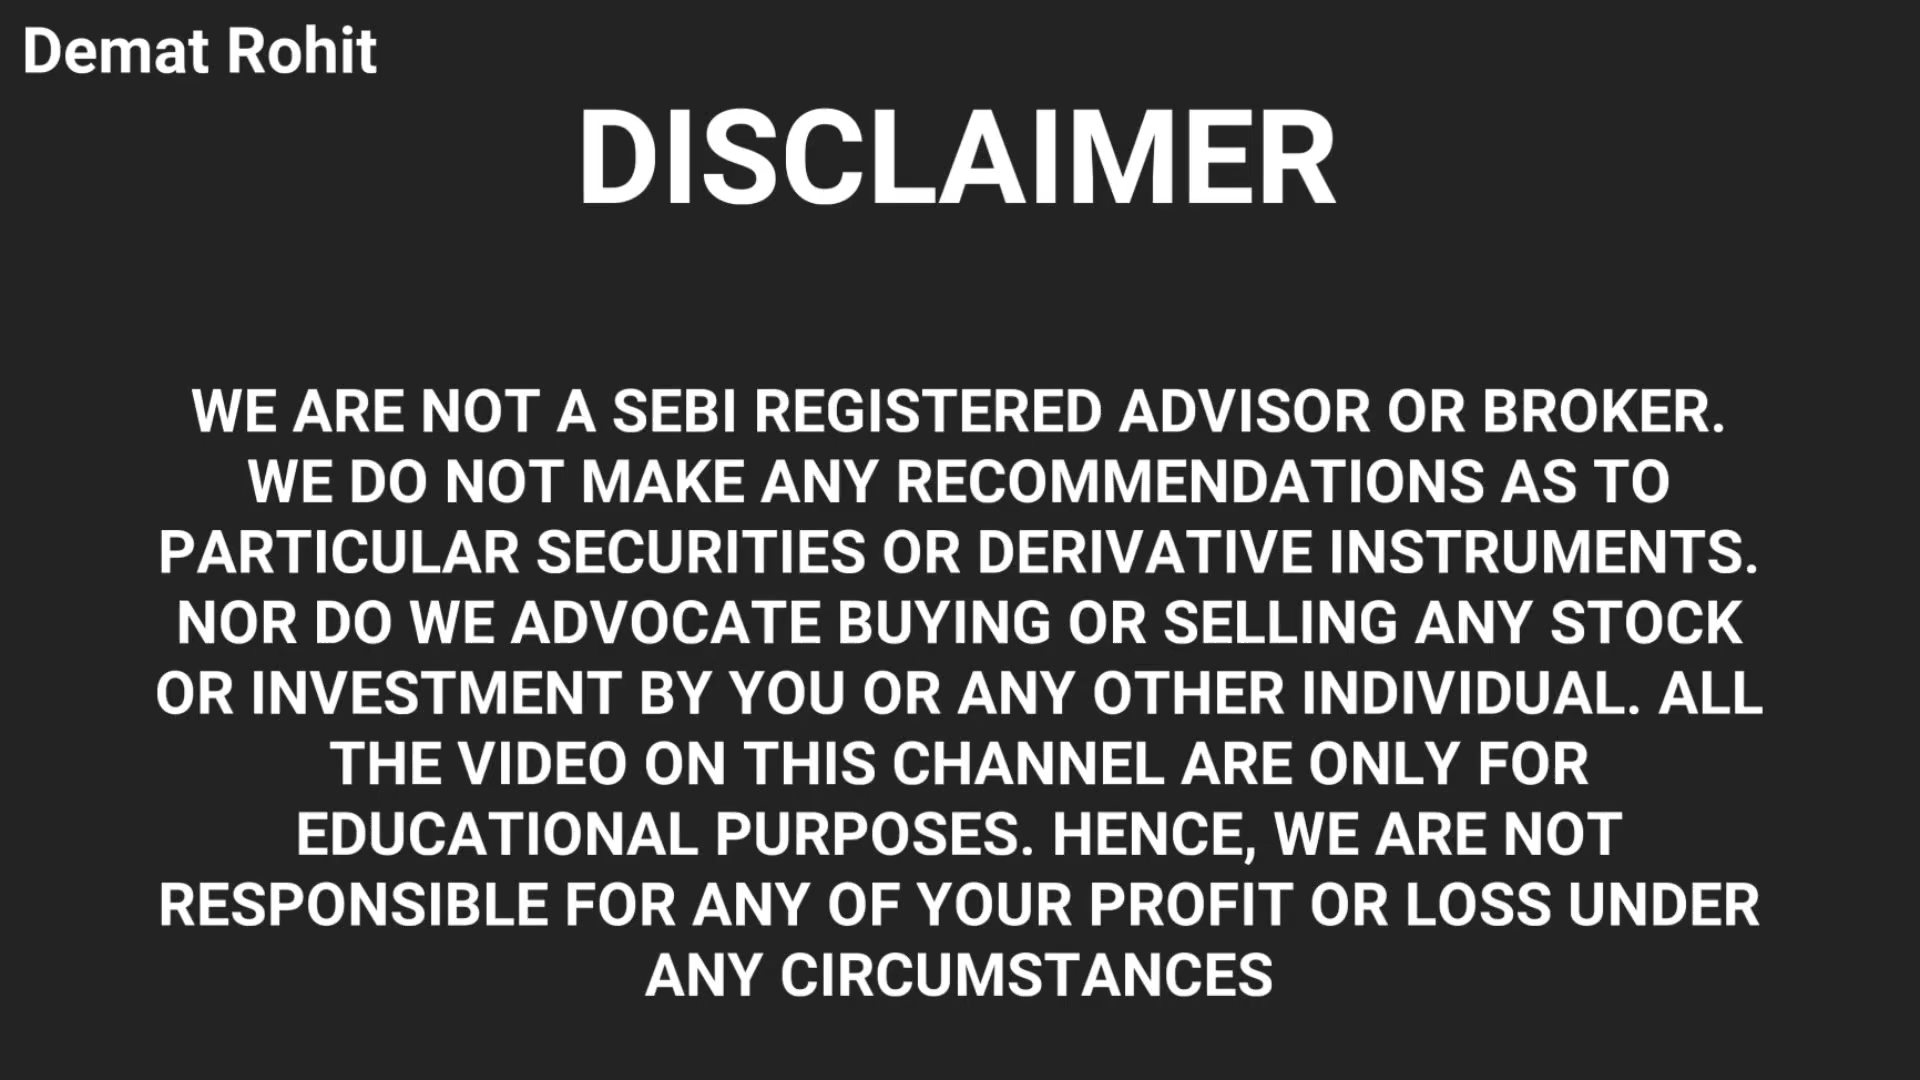 Demat Rohit
DISCLAIMER
WE ARE NOT A SEBI REGISTERED ADVISOR OR BROKER.
WE DO NOT MAKE ANY RECOMMENDATIONS AS TO
PARTICULAR SECURITIES OR DERIVATIVE INSTRUMENTS.
NOR DO WE ADVOCATE BUYING OR SELLING ANY STOCK
OR INVESTMENT BY YOU OR ANY OTHER INDIVIDUAL. ALL
THE VIDEO ON THIS CHANNEL ARE ONLY FOR
EDUCATIONAL PURPOSES. HENCE, WE ARE NOT
RESPONSIBLE FOR ANY OF YOUR PROFIT OR LOSS UNDER
ANY CIRCUMSTANCES